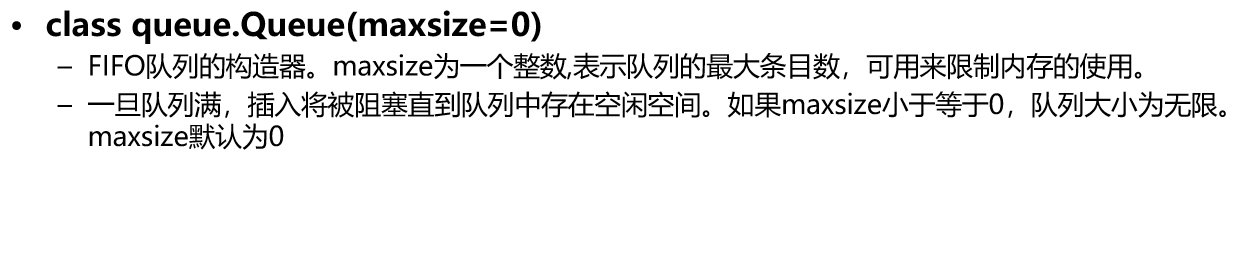 • class queue.Queue(maxsize=0)
– FIFO队列的构造器。maxsize为一个整数,表示队列的最大条目数，可用来限制内存的使用。
– 一旦队列满，插入将被阻塞直到队列中存在空闲空间。如果maxsize小于等于0，队列大小为无限。
maxsize默认为0